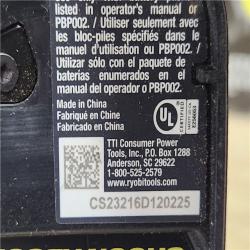 listed in operator's manual or
PBP002. / Utiliser seulement avec
les bloc-piles spécifiés dans
le manuel d'utilisation ou PBP002. /
Utilizar sólo con el paquete de
baterías enumerados en el
manual del operador o PBP002.
Made in China
Fabriqué en Chine
Fabricado en China
UL
CERTIFIED
TTI Consumer Power
Tools, Inc., P.O. Box 1288
Anderson, SC 29622
1-800-525-2579
www.ryobitools.com
CS23216D120225